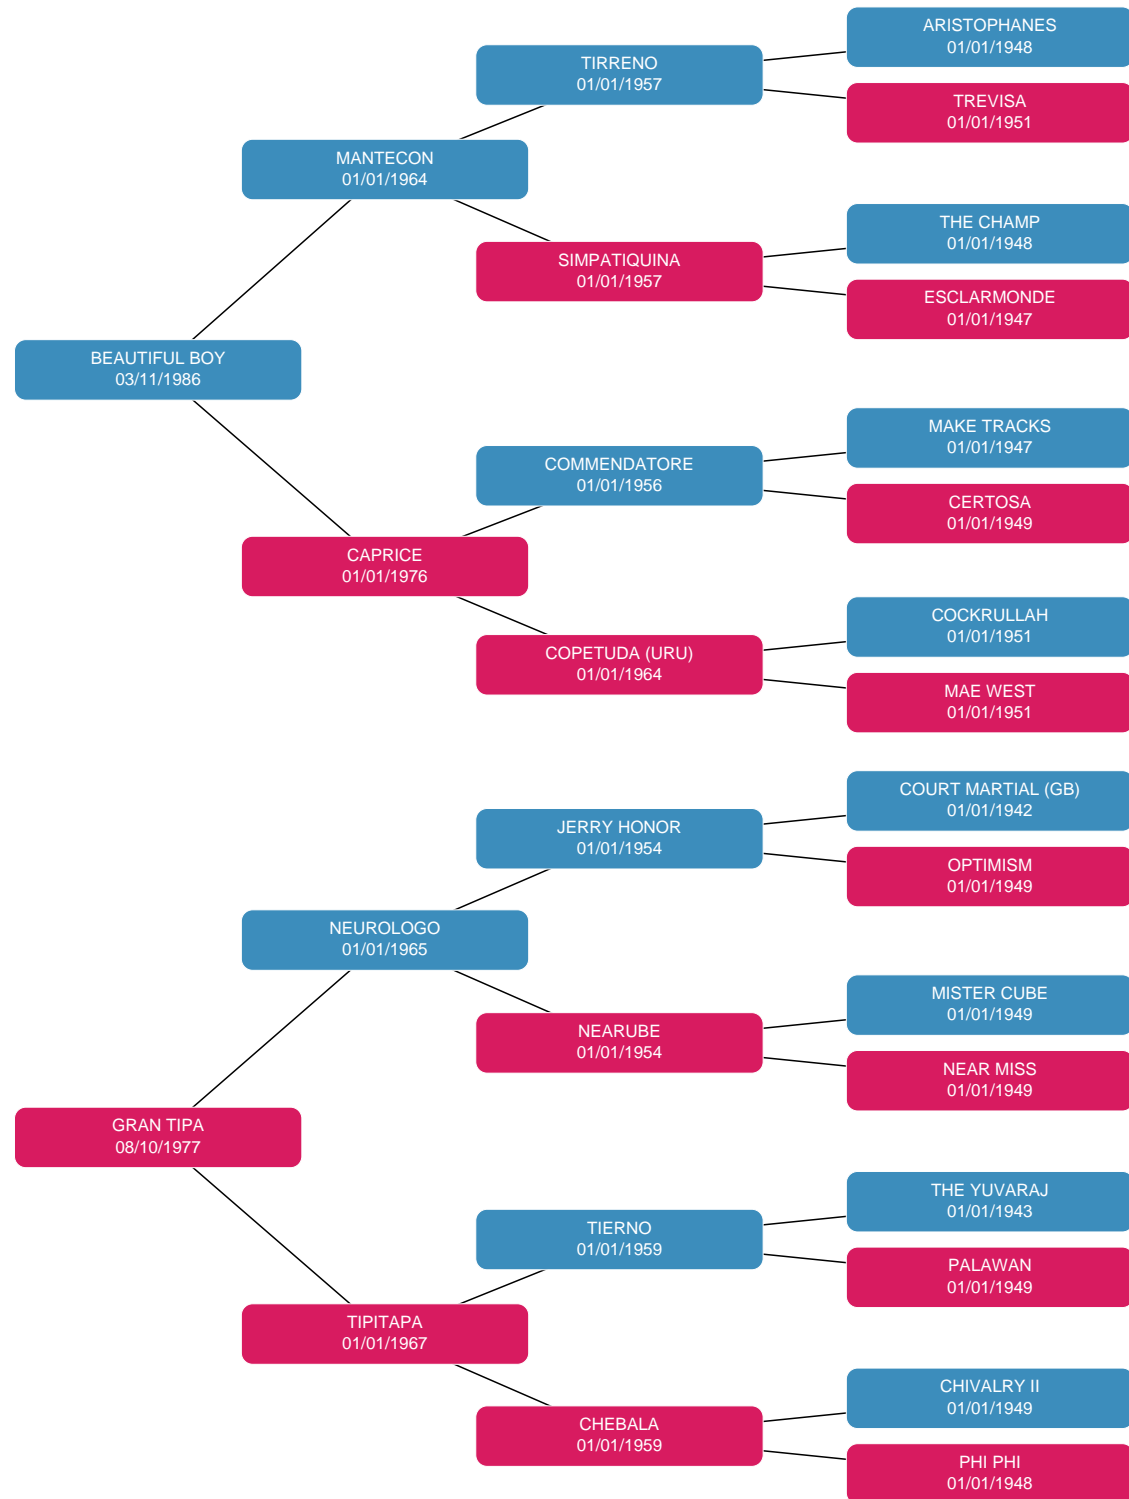 ARISTOPHANES
01/01/1948
TIRRENO
01/01/1957
TREVISA
01/01/1951
MANTECON
01/01/1964
THE CHAMP
01/01/1948
SIMPATIQUINA
01/01/1957
ESCLARMONDE
01/01/1947
BEAUTIFUL BOY
03/11/1986
MAKE TRACKS
01/01/1947
COMMENDATORE
01/01/1956
CERTOSA
01/01/1949
CAPRICE
01/01/1976
COCKRULLAH
01/01/1951
COPETUDA (URU)
01/01/1964
MAE WEST
01/01/1951
COURT MARTIAL (GB)
01/01/1942
JERRY HONOR
01/01/1954
OPTIMISM
01/01/1949
NEUROLOGO
01/01/1965
MISTER CUBE
01/01/1949
NEARUBE
01/01/1954
NEAR MISS
01/01/1949
GRAN TIPA
08/10/1977
THE YUVARAJ
01/01/1943
TIERNO
01/01/1959
PALAWAN
01/01/1949
TIPITAPA
01/01/1967
CHIVALRY II
01/01/1949
CHEBALA
01/01/1959
PHI PHI
01/01/1948